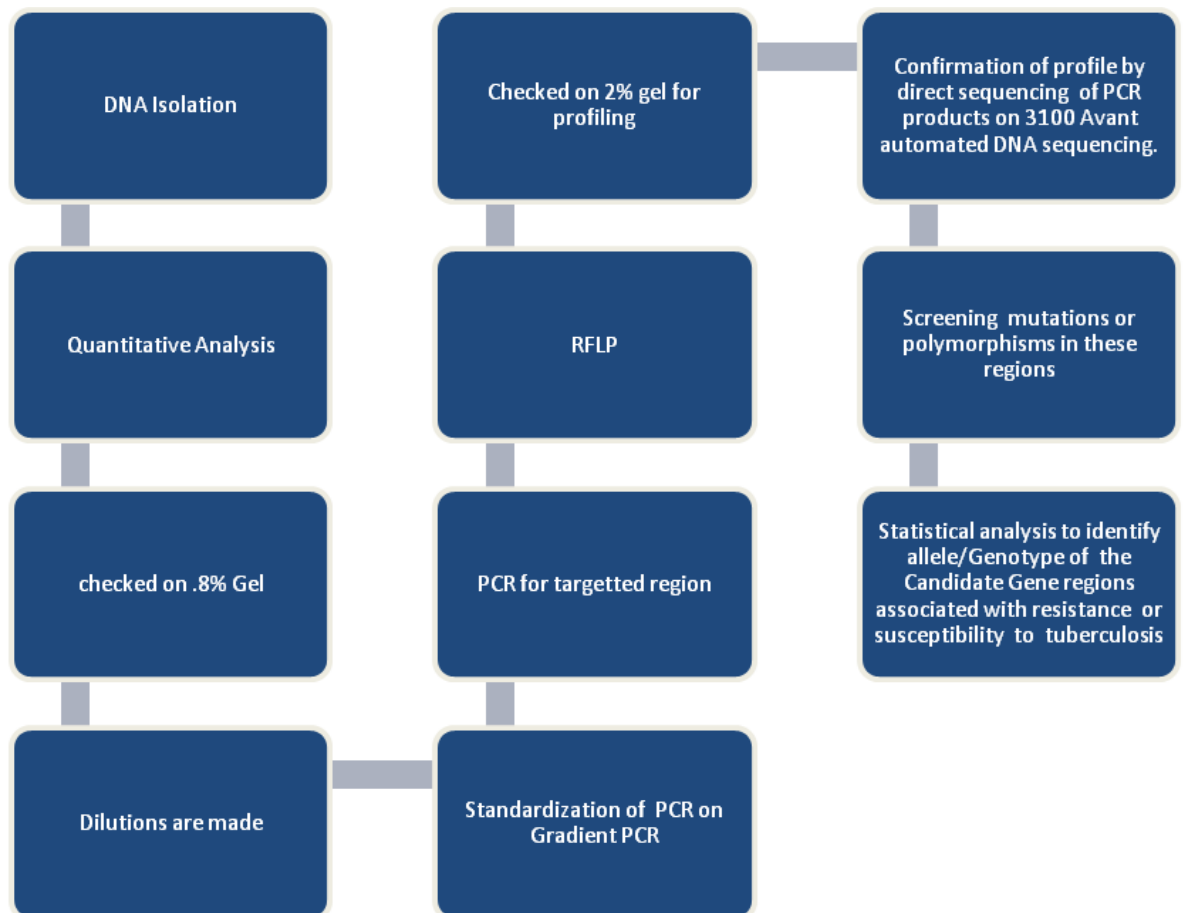 DNA Isolation
Quantitative Analysis
checked on .8% Gel
Dilutions are made
Standardization of PCR on
Gradient PCR
PCR for targetted region
RFLP
Checked on 2% gel for
profiling
Confirmation of profile by
direct sequencing of PCR
products on 3100 Avant
automated DNA sequencing.
Screening mutations or
polymorphisms in these
regions
Statistical analysis to identify
allele/Genotype of the
Candidate Gene regions
associated with resistance or
susceptibility to tuberculosis